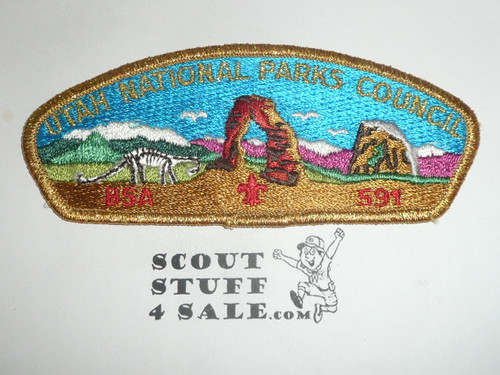 UTAH NATIONAL PARKS COUNCIL
BSA 591
SCOUT
STUFF
4 SALE.COM